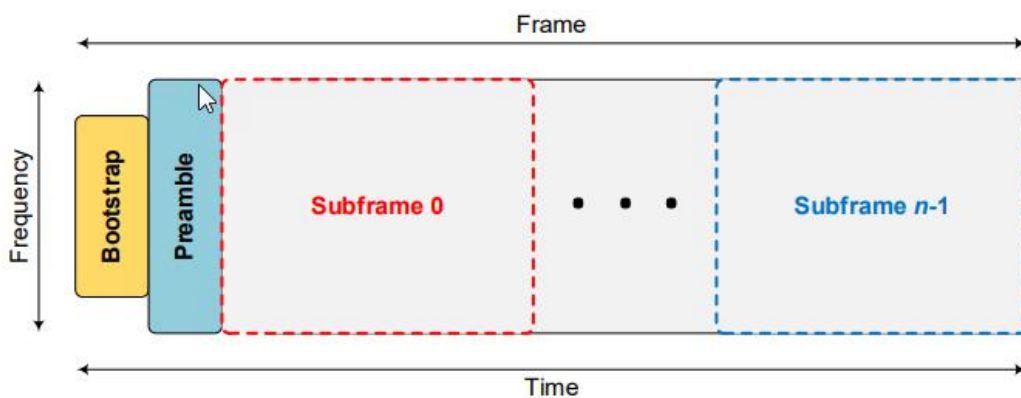 Frame
Frequency
Bootstrap
Preamble
Subframe 0
Subframe n-1
Time